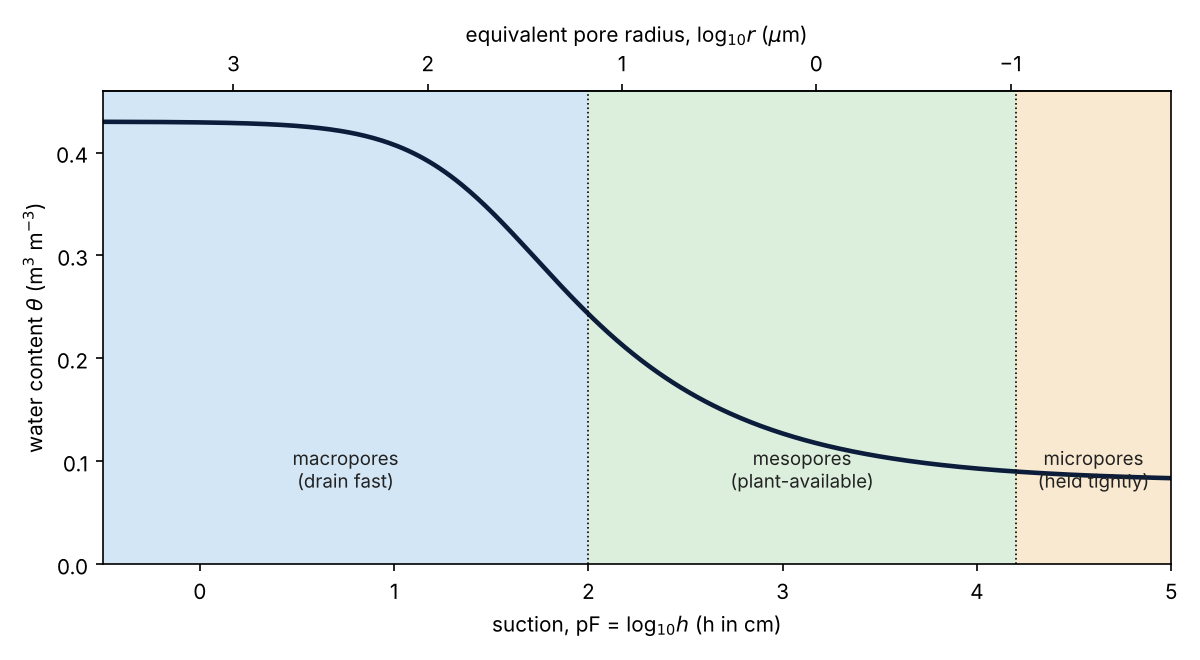 equivalent pore radius, log₁₀r (μm)
3 2 1 0 −1
water content θ (m³ m⁻³)
0.4
0.3
0.2
0.1
0.0
macropores
(drain fast)
mesopores
(plant-available)
micropores
(held tightly)
0 1 2 3 4 5
suction, pF = log₁₀h (h in cm)